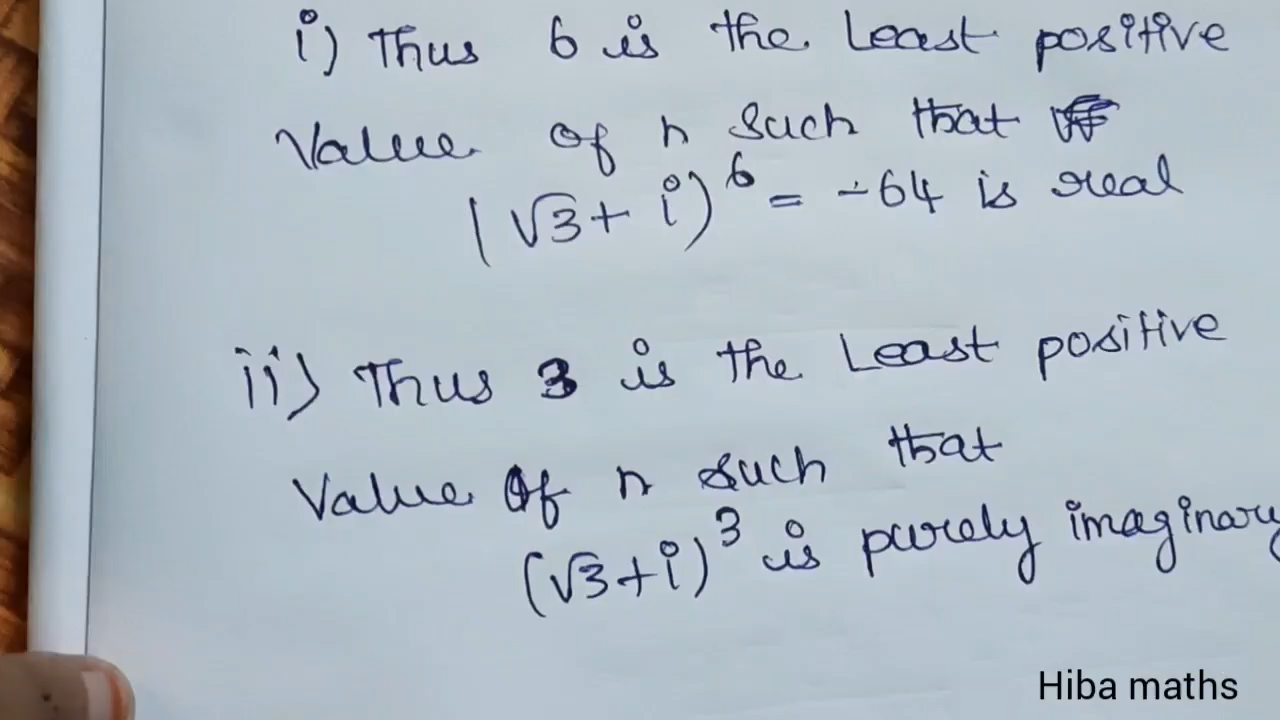 i) Thus 6 is the Least positive
Value of n such that
(√3+ i)⁶ = -64 is real
ii) Thus 3 is the Least positive
Value of n such that
(√3+i)³ is purely imaginary
Hiba maths